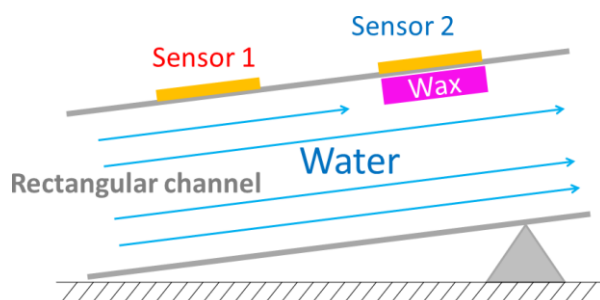 Sensor 1
Sensor 2
Wax
Water
Rectangular channel